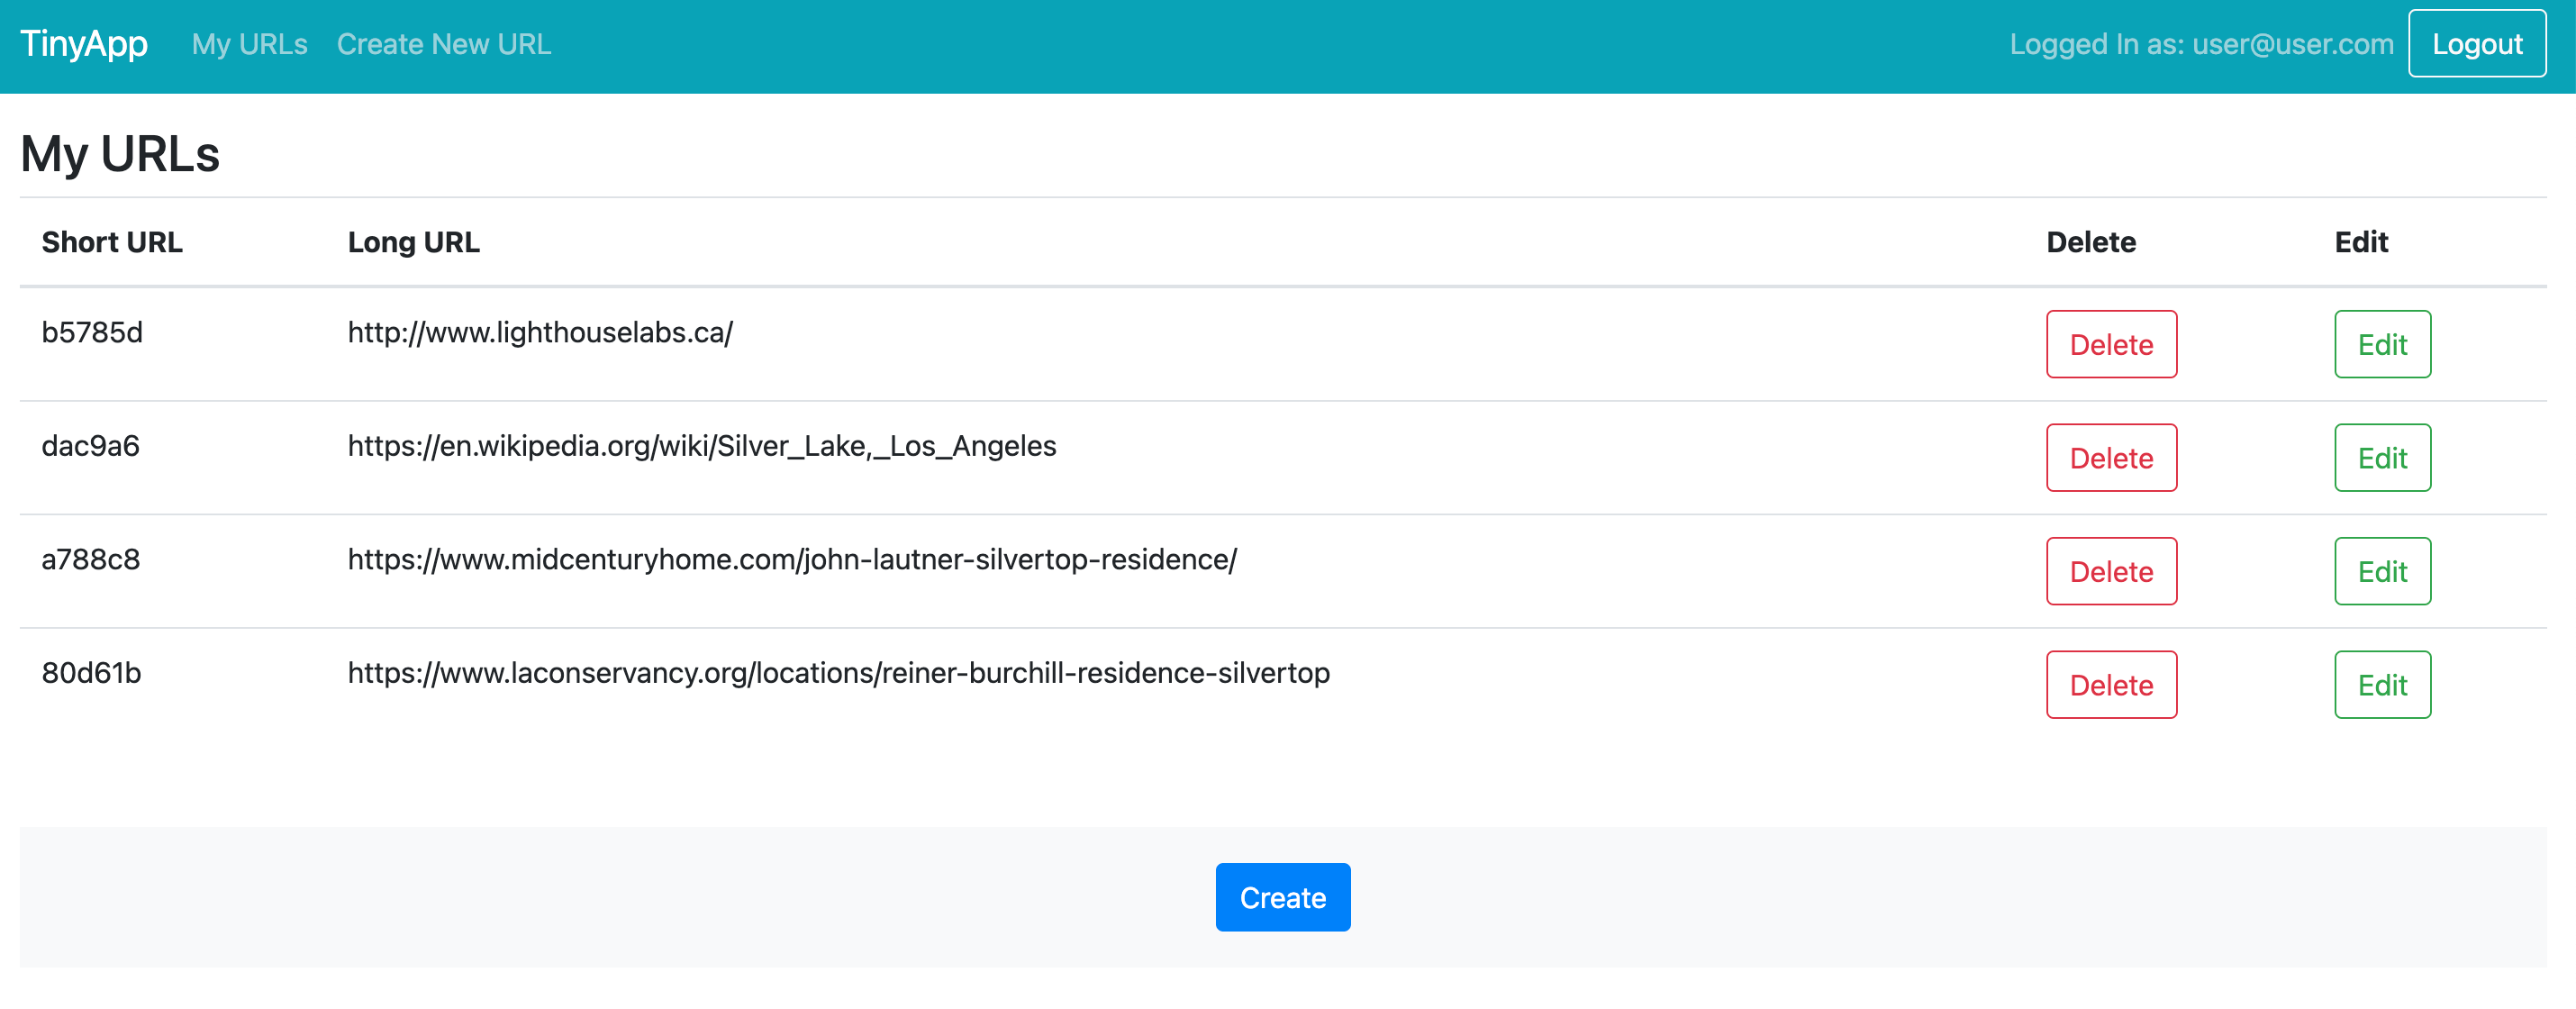 TinyApp My URLs Create New URL Logged In as: user@user.com Logout
My URLs
Short URL Long URL Delete Edit
b5785d http://www.lighthouselabs.ca/ Delete Edit
dac9a6 https://en.wikipedia.org/wiki/Silver_Lake,_Los_Angeles Delete Edit
a788c8 https://www.midcenturyhome.com/john-lautner-silvertop-residence/ Delete Edit
80d61b https://www.laconservancy.org/locations/reiner-burchill-residence-silvertop Delete Edit
Create